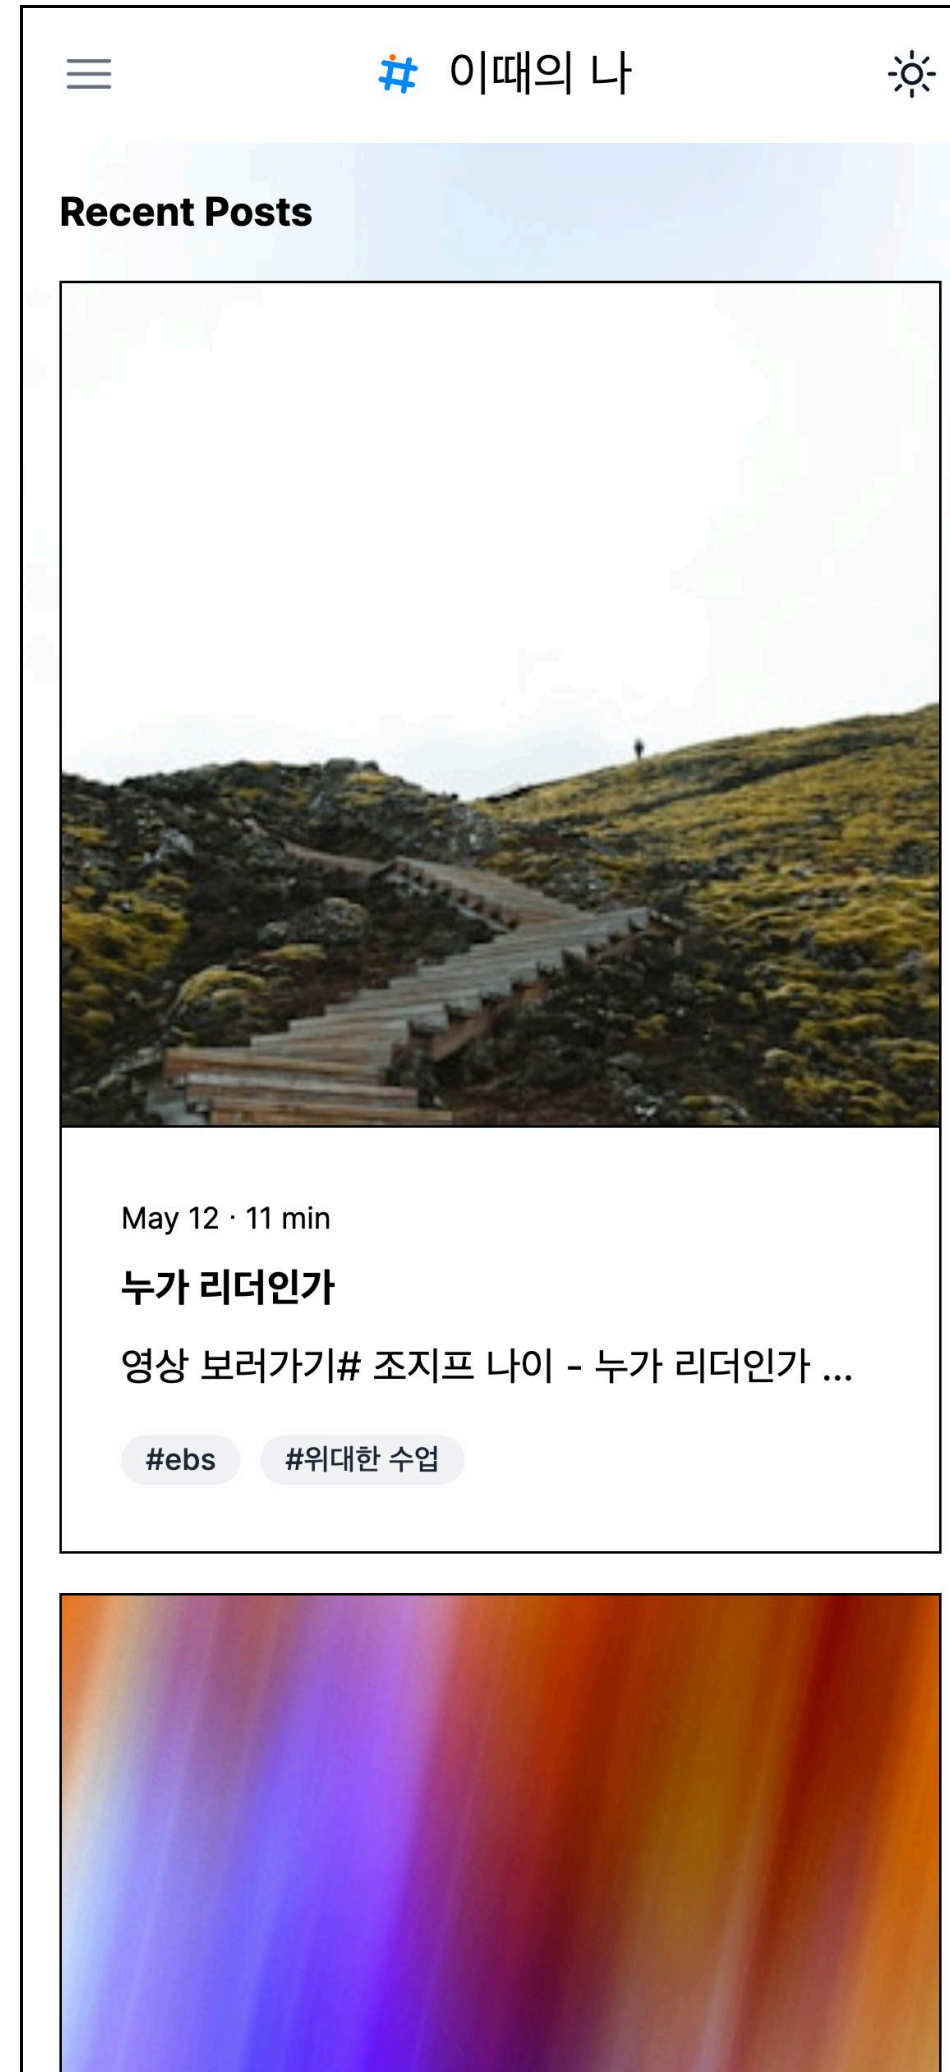 이때의 나
Recent Posts
May 12 · 11 min
누가 리더인가
영상 보러가기# 조지프 나이 - 누가 리더인가 ...
#ebs #위대한 수업